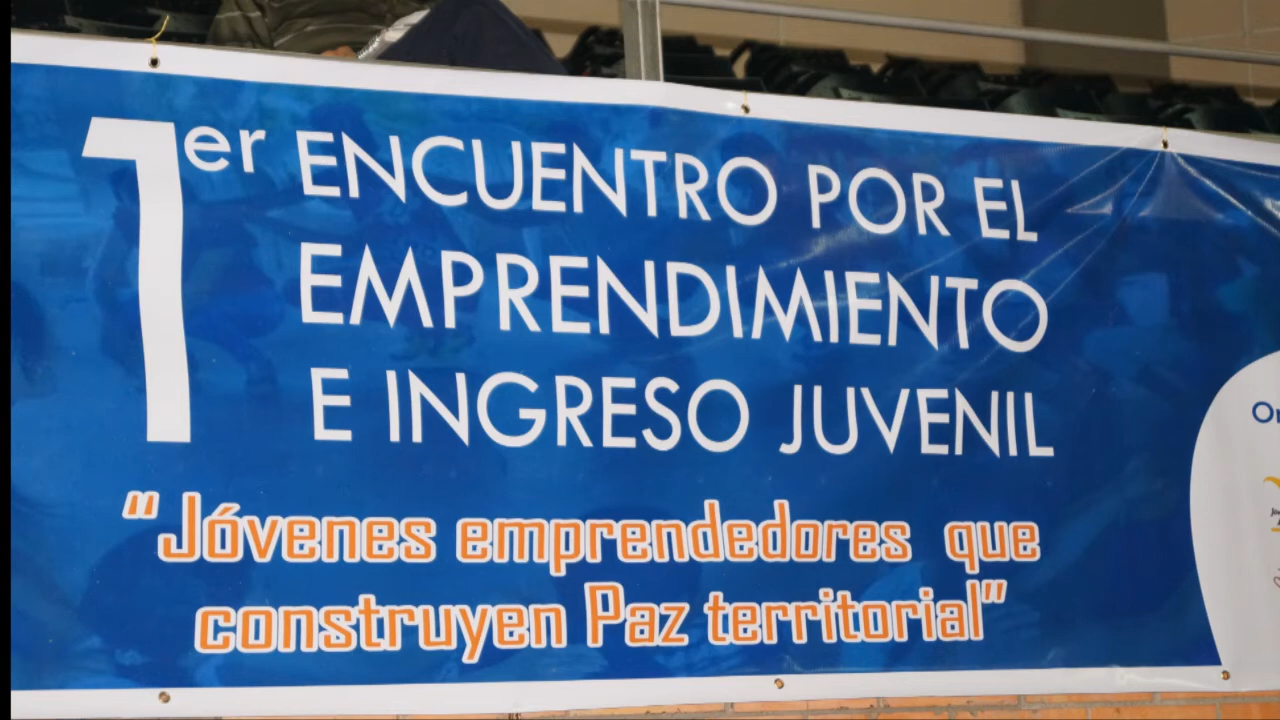 1er ENCUENTRO POR EL
EMPRENDIMIENTO
E INGRESO JUVENIL
“Jóvenes emprendedores que
construyen Paz territorial”